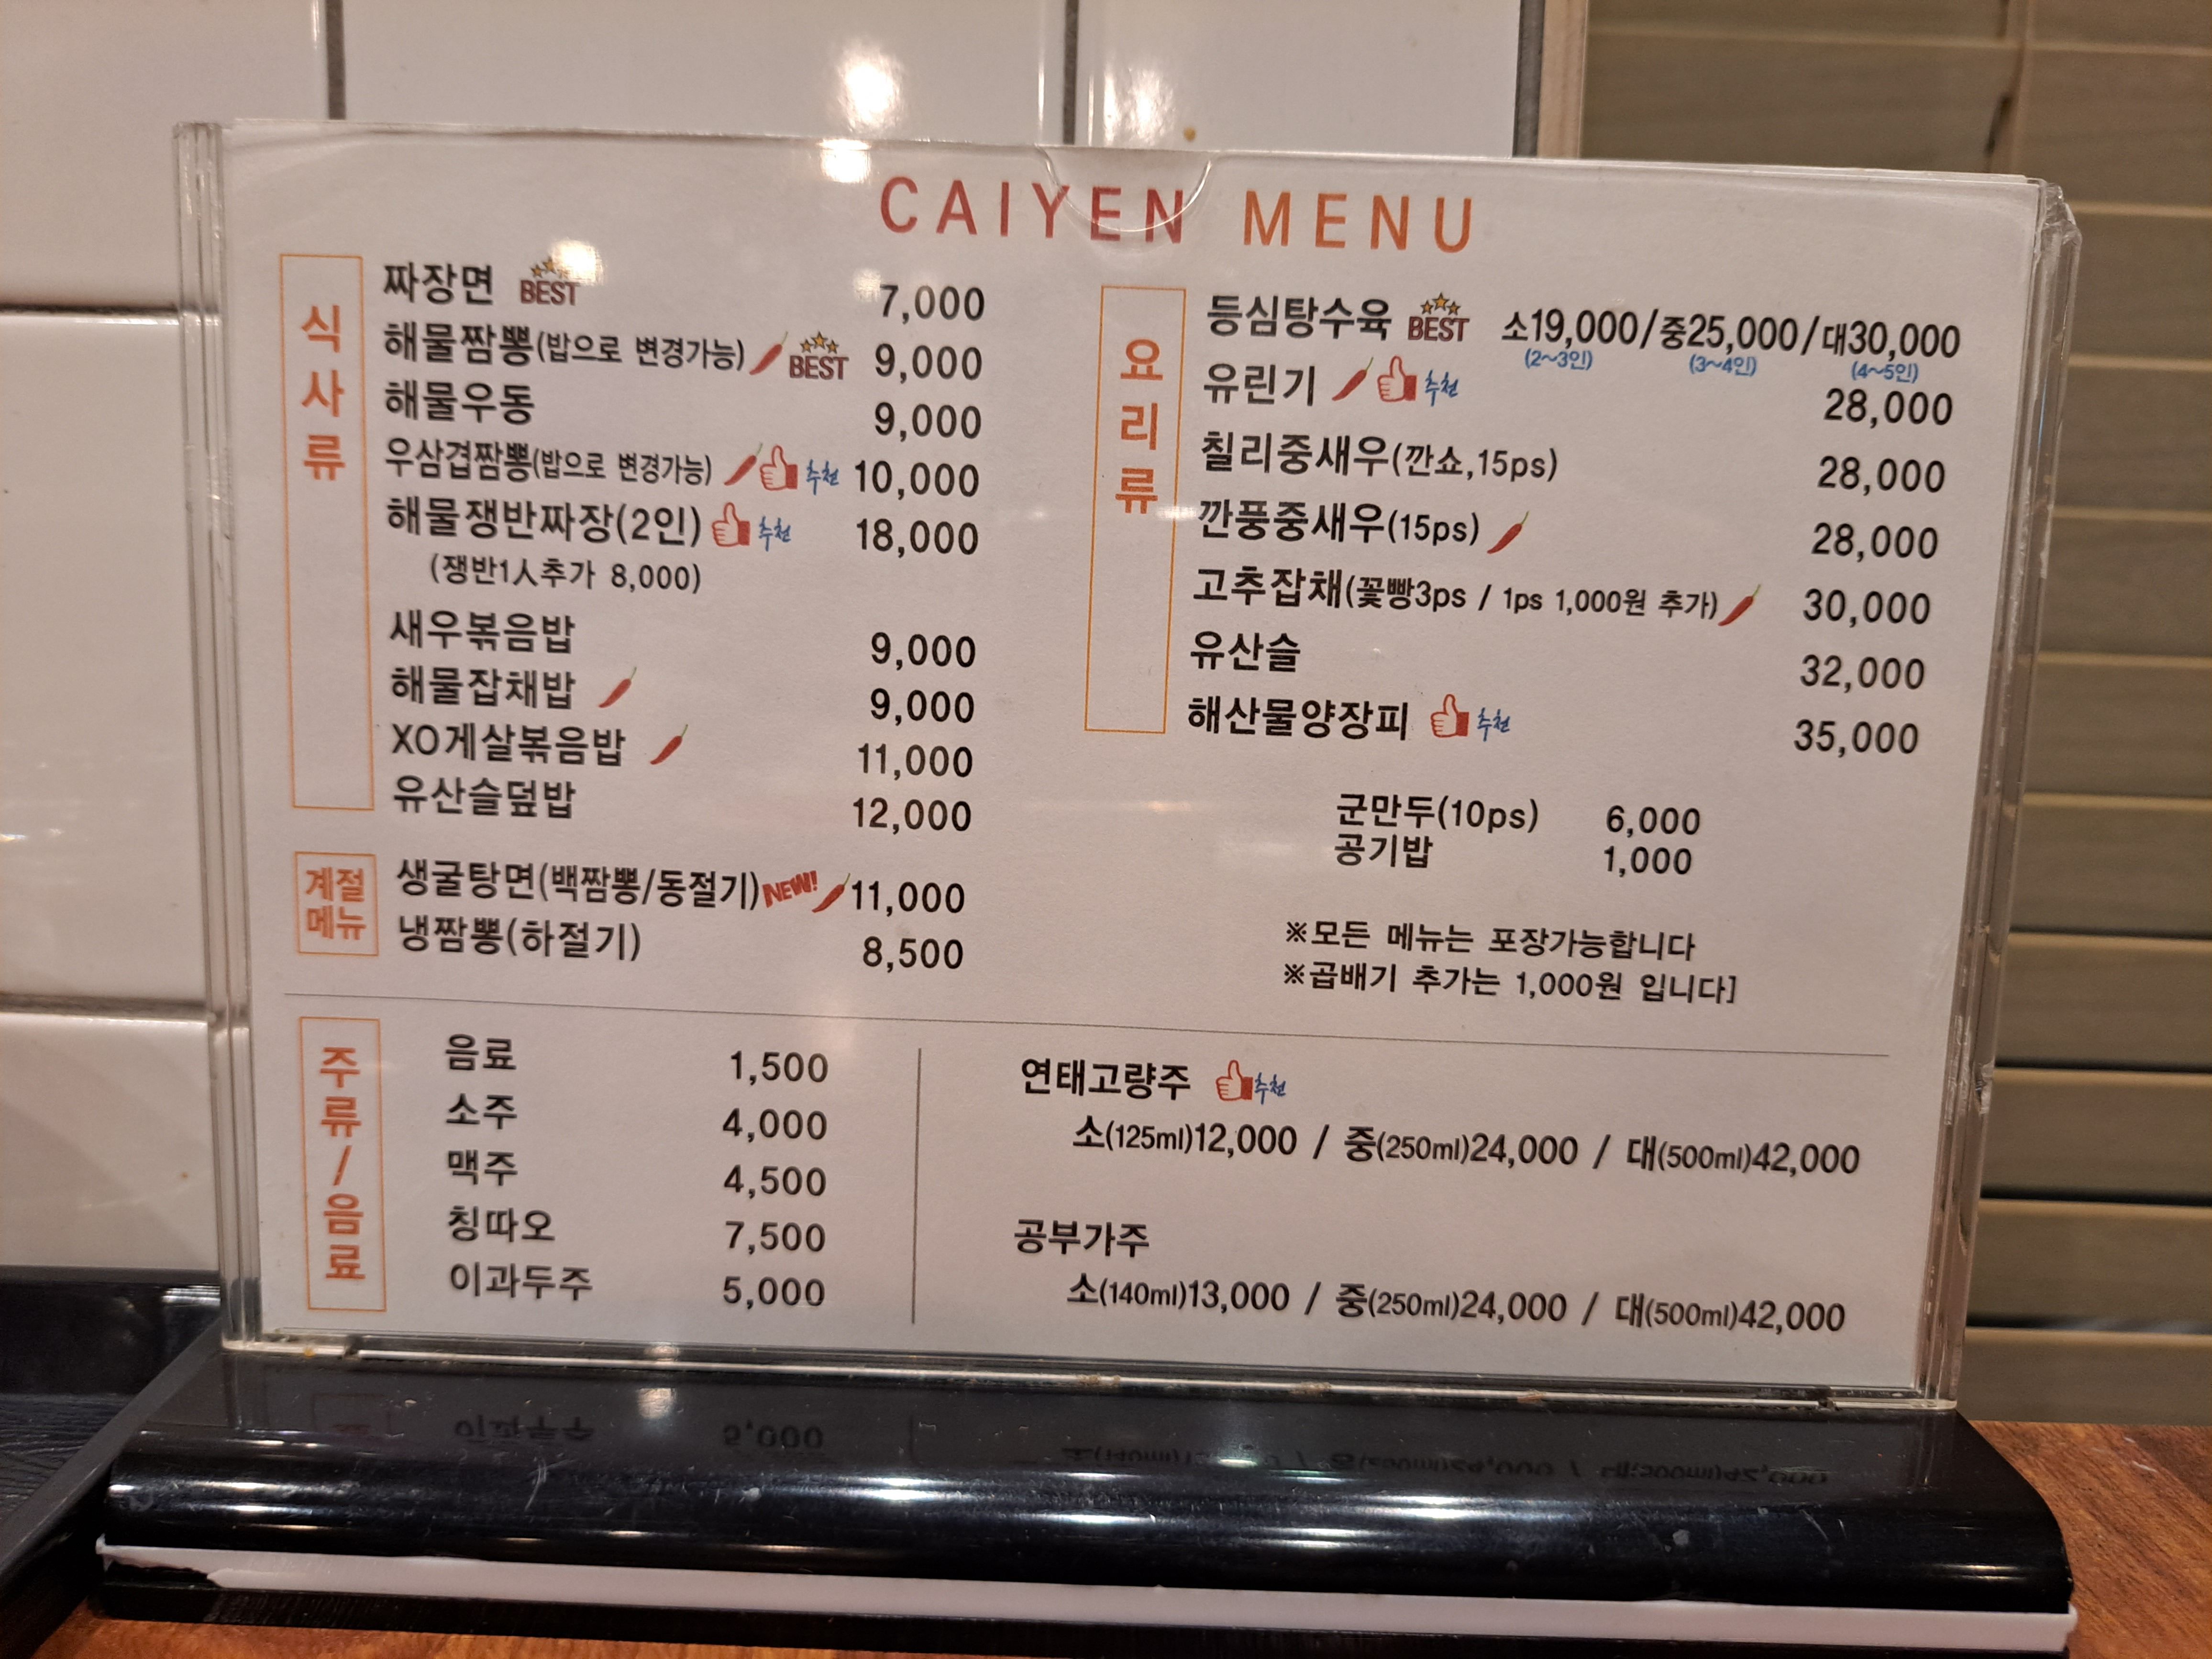 CAIYEN MENU
식사류
짜장면 BEST 7,000
해물짬뽕(밥으로 변경가능) BEST 9,000
해물우동 9,000
우삼겹짬뽕(밥으로 변경가능) 추천 10,000
해물쟁반짜장(2인) 추천 18,000
(쟁반1人추가 8,000)
새우볶음밥 9,000
해물잡채밥 9,000
XO게살볶음밥 11,000
유산슬덮밥 12,000
계절
메뉴
생굴탕면(백짬뽕/동절기) NEW! 11,000
냉짬뽕(하절기) 8,500
요리류
등심탕수육 BEST 소19,000/중25,000/대30,000
(2~3인) (3~4인) (4~5인)
유린기 추천 28,000
칠리중새우(깐쇼,15ps) 28,000
깐풍중새우(15ps) 28,000
고추잡채(꽃빵3ps / 1ps 1,000원 추가) 30,000
유산슬 32,000
해산물양장피 추천 35,000
군만두(10ps) 6,000
공기밥 1,000
※모든 메뉴는 포장가능합니다
※곱배기 추가는 1,000원 입니다]
주류/음료
음료 1,500
소주 4,000
맥주 4,500
칭따오 7,500
이과두주 5,000
연태고량주 추천
소(125ml)12,000 / 중(250ml)24,000 / 대(500ml)42,000
공부가주
소(140ml)13,000 / 중(250ml)24,000 / 대(500ml)42,000